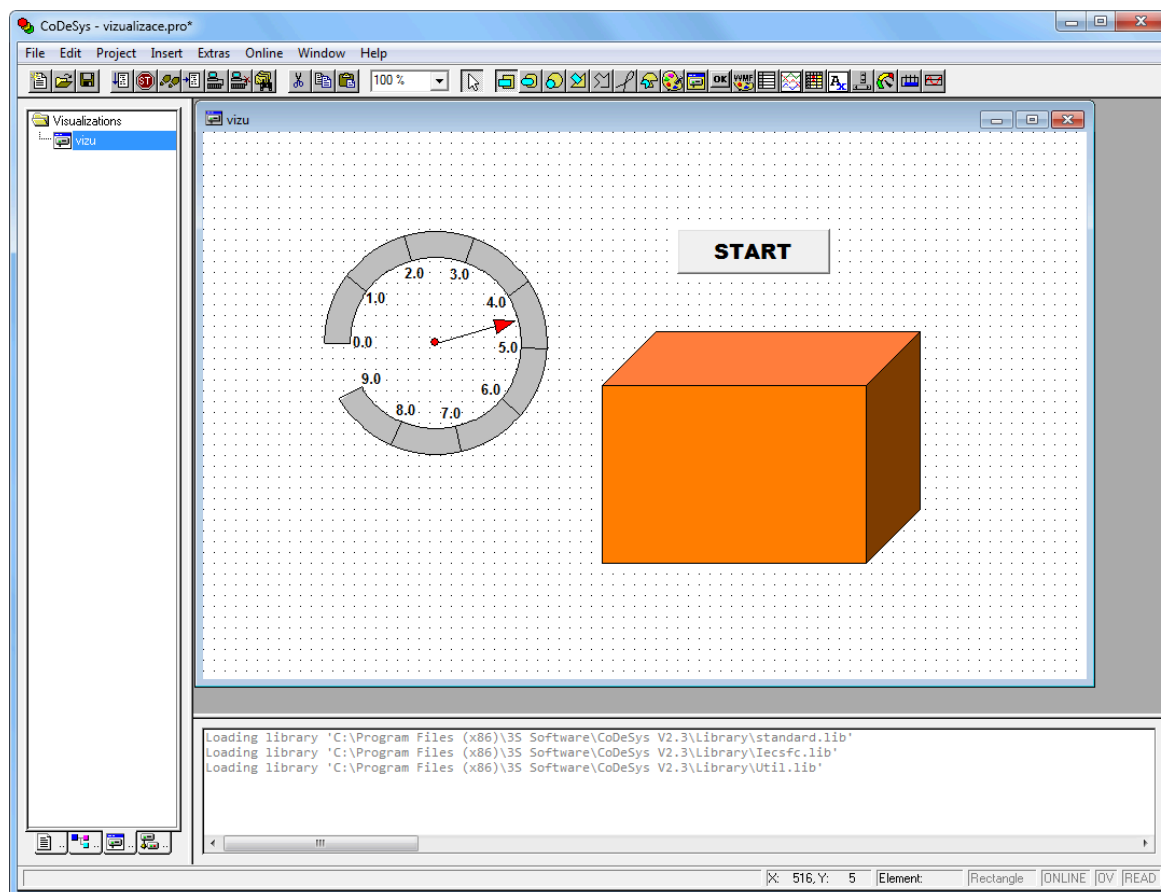 CoDeSys - vizualizace.pro*
File Edit Project Insert Extras Online Window Help
100 %
OK WMF
Visualizations
vizu
vizu
START
2.0 3.0
1.0 4.0
0.0 5.0
9.0 6.0
8.0 7.0
Loading library 'C:\Program Files (x86)\3S Software\CoDeSys V2.3\Library\standard.lib'
Loading library 'C:\Program Files (x86)\3S Software\CoDeSys V2.3\Library\Iecsfc.lib'
Loading library 'C:\Program Files (x86)\3S Software\CoDeSys V2.3\Library\Util.lib'
X: 516, Y: 5 Element: Rectangle ONLINE OV READ